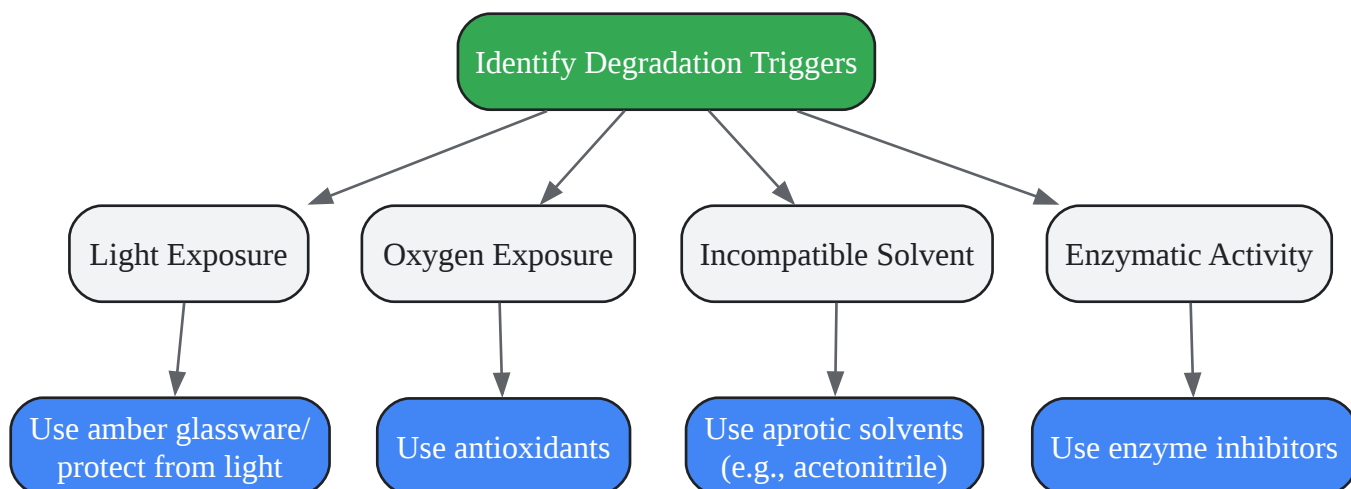 Identify Degradation Triggers
Light Exposure
Oxygen Exposure
Incompatible Solvent
Enzymatic Activity
Use amber glassware/
protect from light
Use antioxidants
Use aprotic solvents
(e.g., acetonitrile)
Use enzyme inhibitors